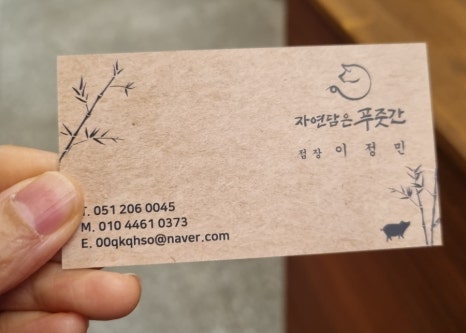 자연담은 푸줏간
점장 이 정 민
T. 051 206 0045
M. 010 4461 0373
E. 00qkqhso@naver.com